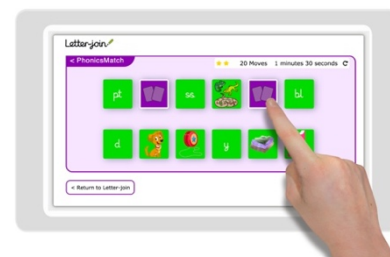 Letter-join
< PhonicsMatch
20 Moves 1 minutes 30 seconds
pt ss bl
d y
< Return to Letter-join